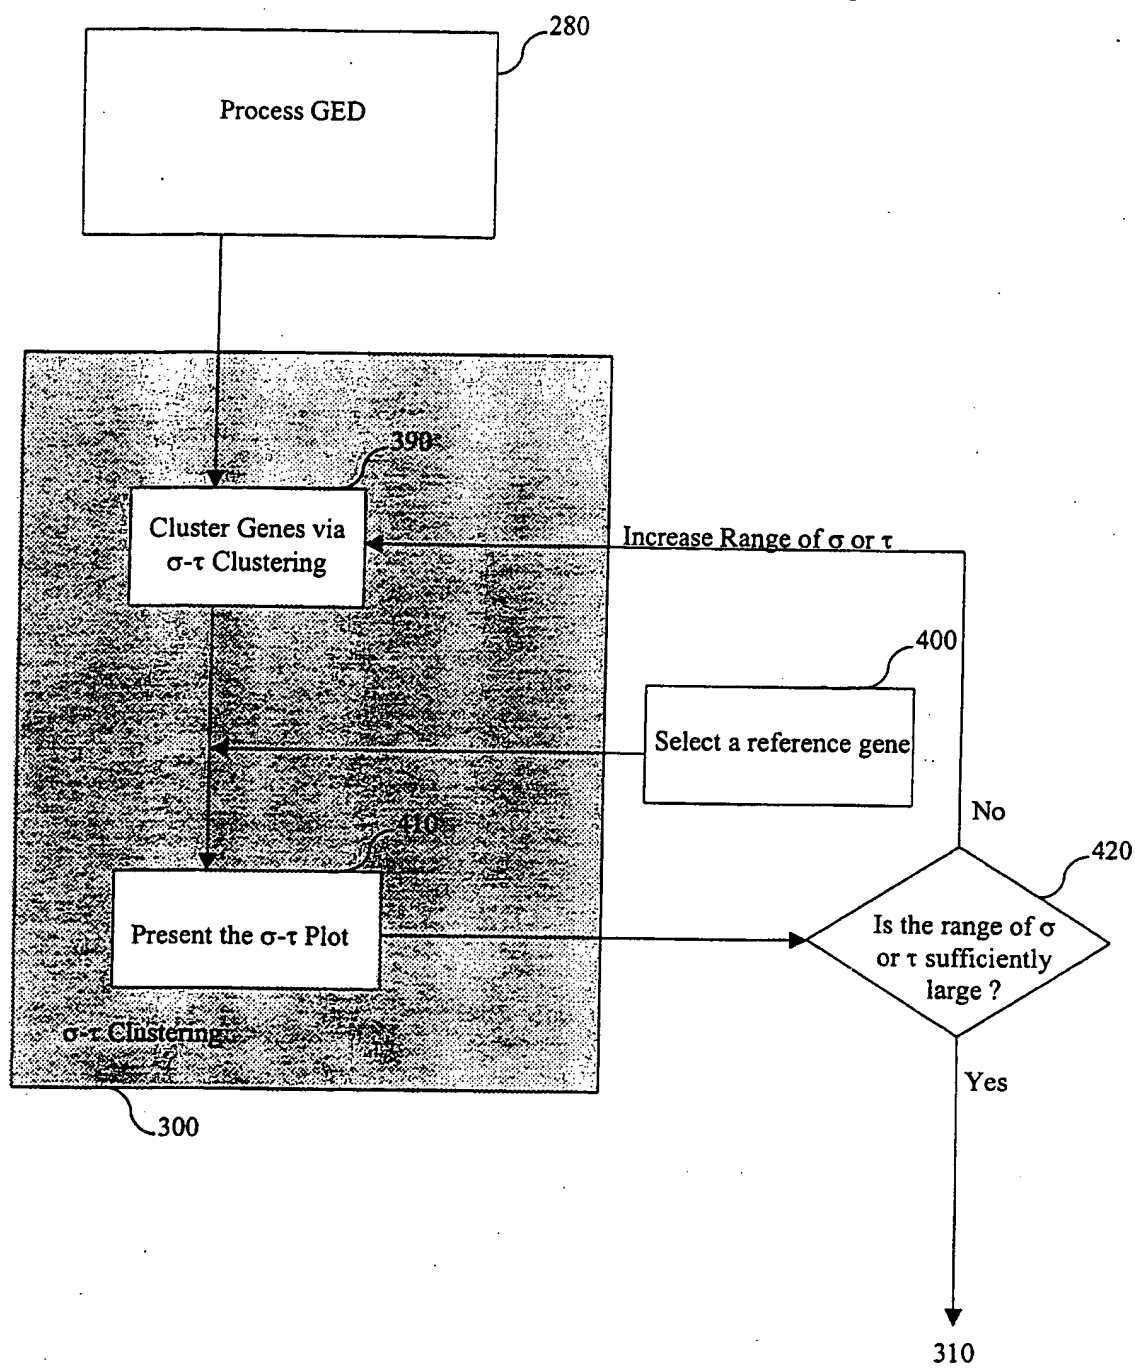 280
Process GED
390
Cluster Genes via
σ-τ Clustering
Increase Range of σ or τ
400
Select a reference gene
No
410
420
Present the σ-τ Plot
Is the range of σ
or τ sufficiently
large ?
σ-τ Clustering
Yes
300
310